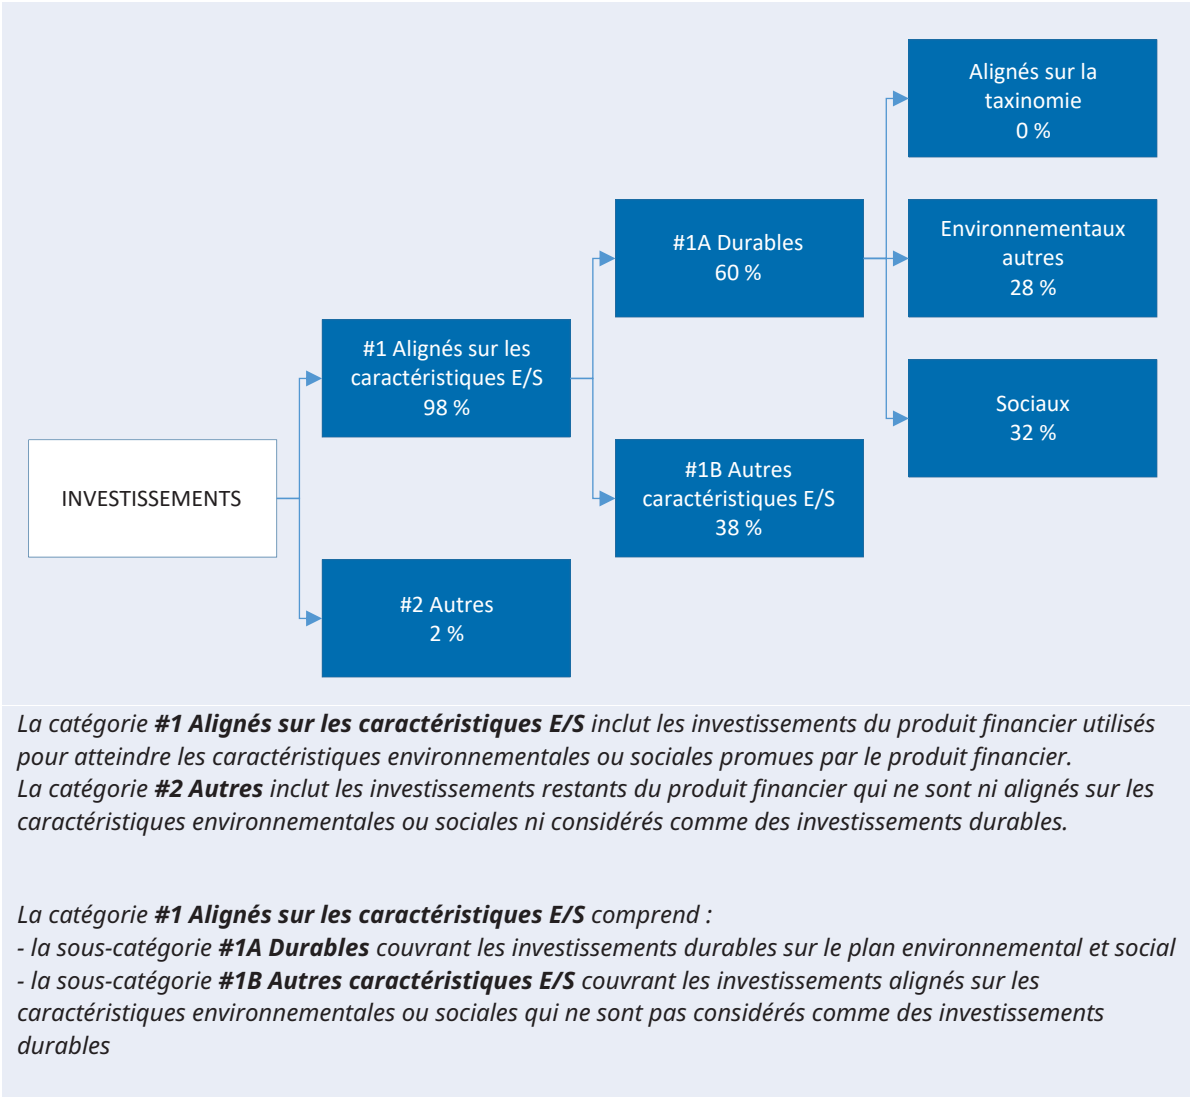 Alignés sur la
taxinomie
0 %
#1A Durables
60 %
Environnementaux
autres
28 %
#1 Alignés sur les
caractéristiques E/S
98 %
Sociaux
32 %
INVESTISSEMENTS
#1B Autres
caractéristiques E/S
38 %
#2 Autres
2 %
La catégorie #1 Alignés sur les caractéristiques E/S inclut les investissements du produit financier utilisés
pour atteindre les caractéristiques environnementales ou sociales promues par le produit financier.
La catégorie #2 Autres inclut les investissements restants du produit financier qui ne sont ni alignés sur les
caractéristiques environnementales ou sociales ni considérés comme des investissements durables.
La catégorie #1 Alignés sur les caractéristiques E/S comprend :
- la sous-catégorie #1A Durables couvrant les investissements durables sur le plan environnemental et social
- la sous-catégorie #1B Autres caractéristiques E/S couvrant les investissements alignés sur les
caractéristiques environnementales ou sociales qui ne sont pas considérés comme des investissements
durables